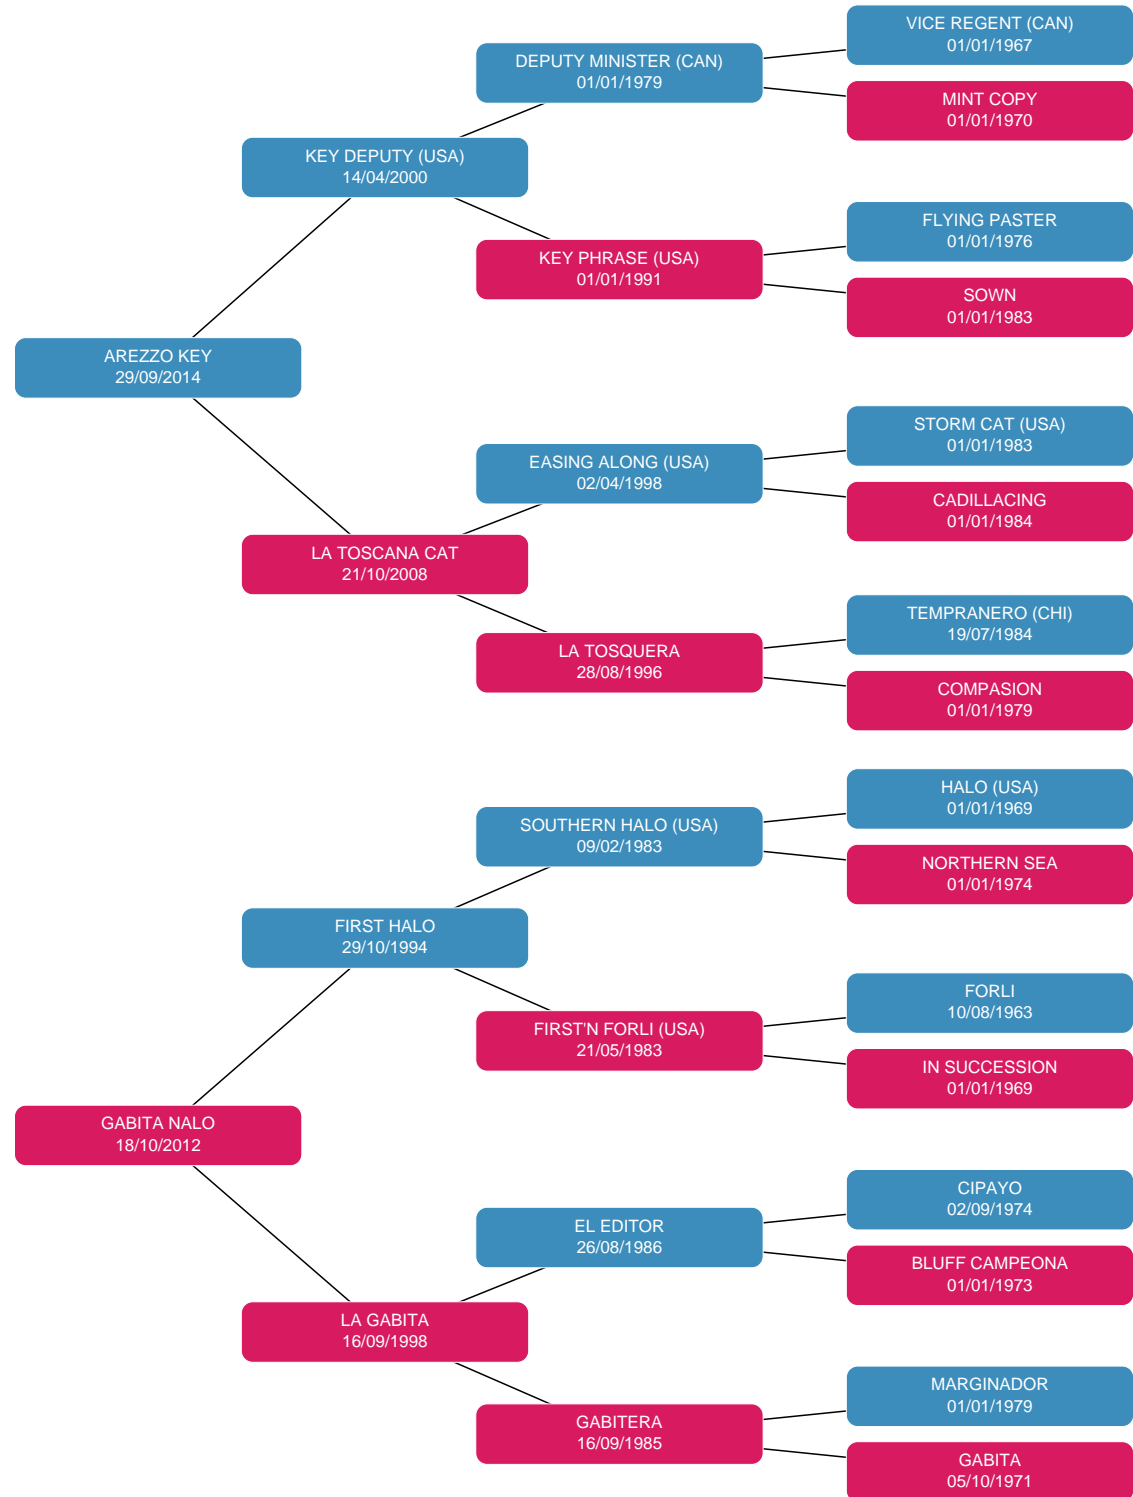 VICE REGENT (CAN)
01/01/1967
DEPUTY MINISTER (CAN)
01/01/1979
MINT COPY
01/01/1970
KEY DEPUTY (USA)
14/04/2000
FLYING PASTER
01/01/1976
KEY PHRASE (USA)
01/01/1991
SOWN
01/01/1983
AREZZO KEY
29/09/2014
STORM CAT (USA)
01/01/1983
EASING ALONG (USA)
02/04/1998
CADILLACING
01/01/1984
LA TOSCANA CAT
21/10/2008
TEMPRANERO (CHI)
19/07/1984
LA TOSQUERA
28/08/1996
COMPASION
01/01/1979
HALO (USA)
01/01/1969
SOUTHERN HALO (USA)
09/02/1983
NORTHERN SEA
01/01/1974
FIRST HALO
29/10/1994
FORLI
10/08/1963
FIRST'N FORLI (USA)
21/05/1983
IN SUCCESSION
01/01/1969
GABITA NALO
18/10/2012
CIPAYO
02/09/1974
EL EDITOR
26/08/1986
BLUFF CAMPEONA
01/01/1973
LA GABITA
16/09/1998
MARGINADOR
01/01/1979
GABITERA
16/09/1985
GABITA
05/10/1971